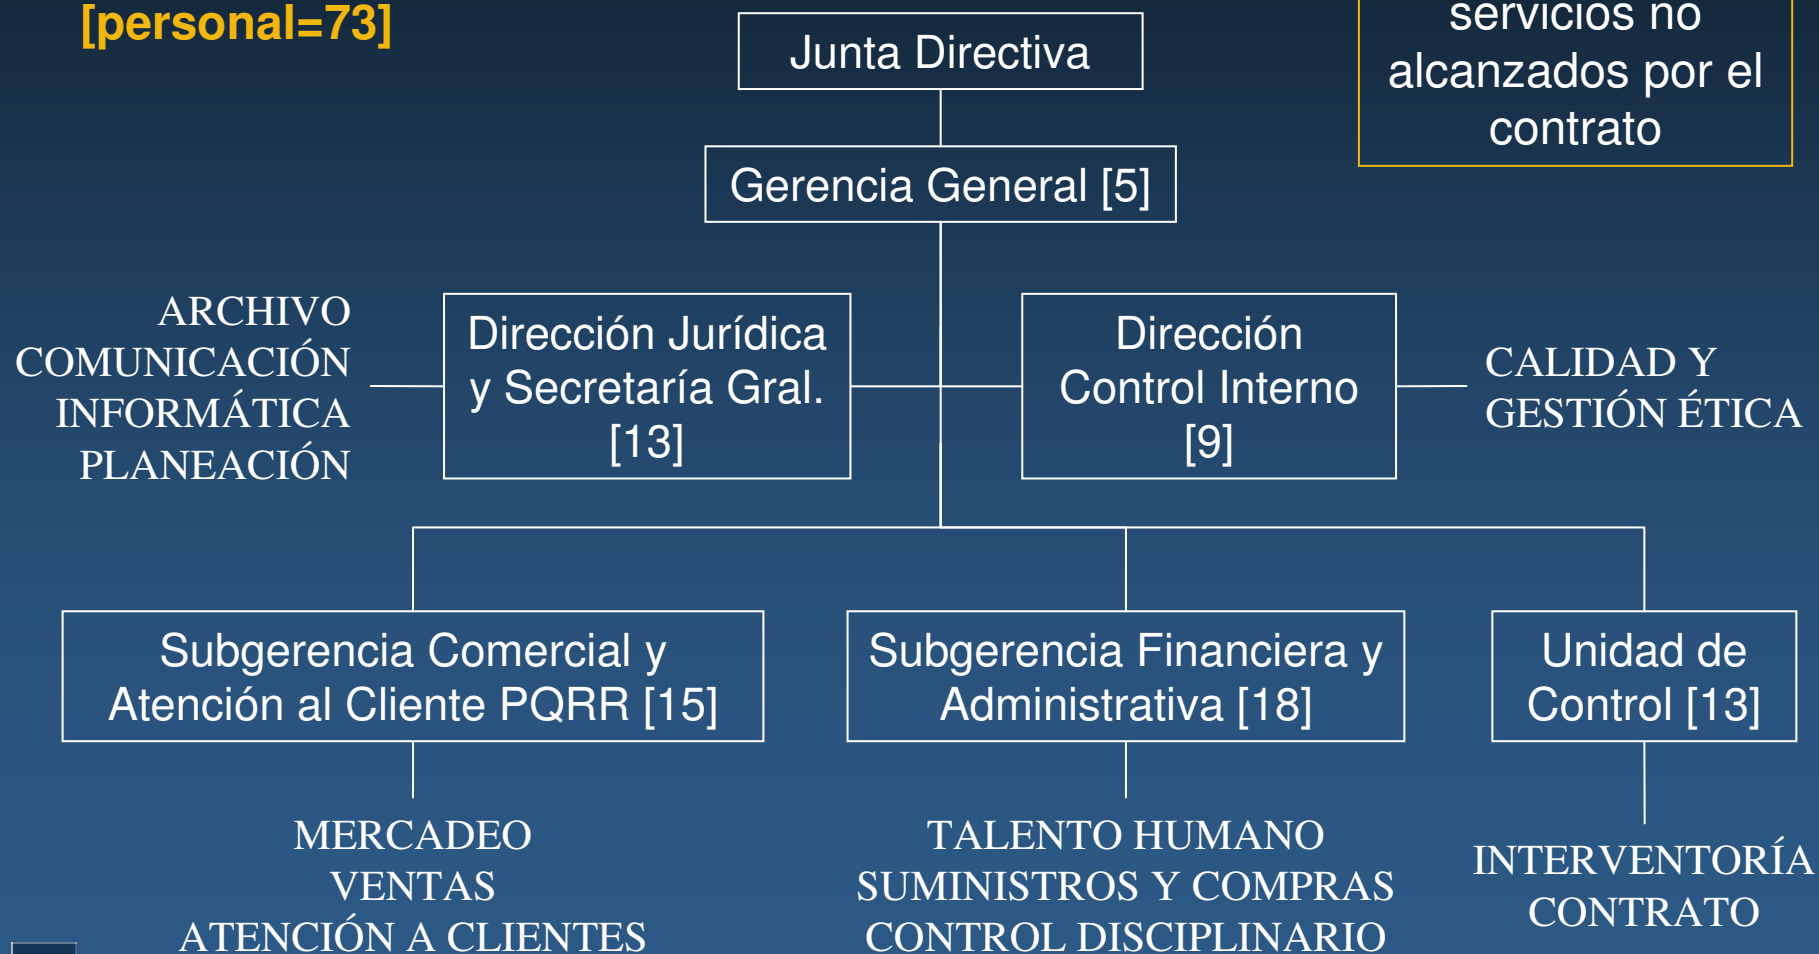 [personal=73]
servicios no
alcanzados por el
contrato
Junta Directiva
Gerencia General [5]
ARCHIVO
COMUNICACIÓN
INFORMÁTICA
PLANEACIÓN
Dirección Jurídica
y Secretaría Gral.
[13]
Dirección
Control Interno
[9]
CALIDAD Y
GESTIÓN ÉTICA
Subgerencia Comercial y
Atención al Cliente PQRR [15]
Subgerencia Financiera y
Administrativa [18]
Unidad de
Control [13]
MERCADEO
VENTAS
ATENCIÓN A CLIENTES
TALENTO HUMANO
SUMINISTROS Y COMPRAS
CONTROL DISCIPLINARIO
INTERVENTORÍA
CONTRATO